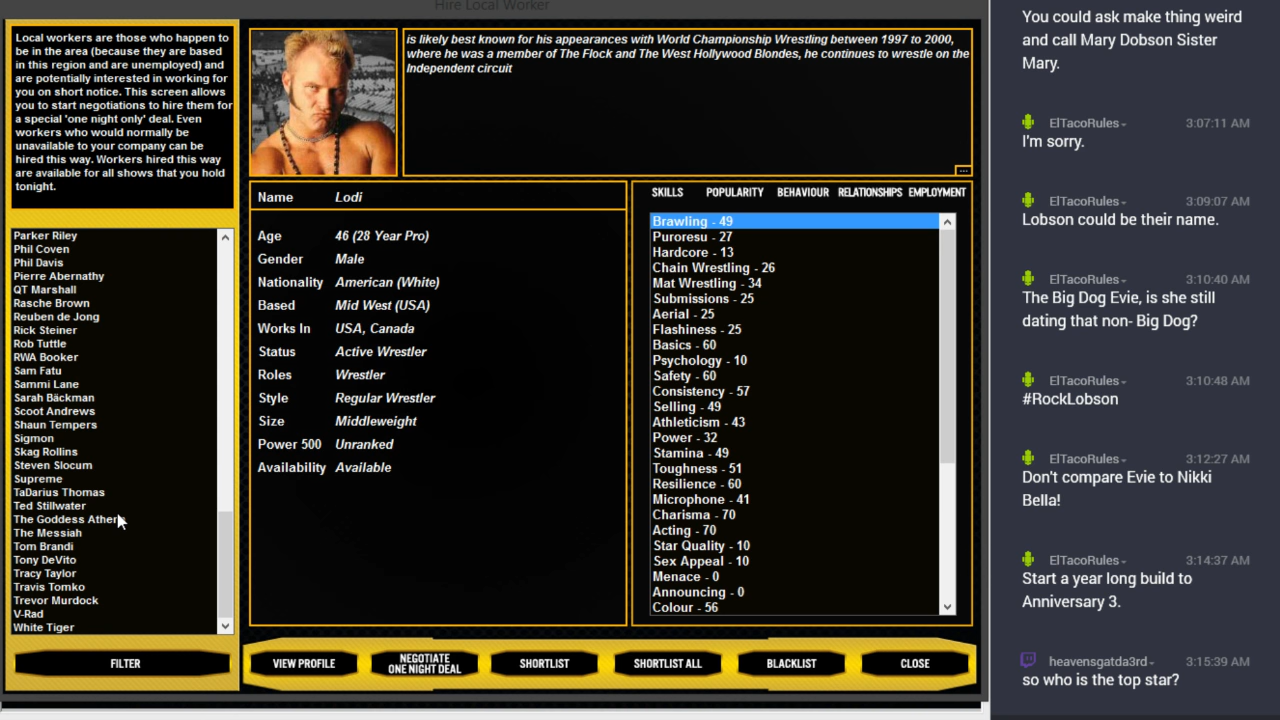 Hire Local Worker
Local workers are those who happen to
be in the area (because they are based
in this region and are unemployed) and
are potentially interested in working for
you on short notice. This screen allows
you to start negotiations to hire them for
a special 'one night only' deal. Even
workers who would normally be
unavailable to your company can be
hired this way. Workers hired this way
are available for all shows that you hold
tonight.
Parker Riley
Phil Coven
Phil Davis
Pierre Abernathy
QT Marshall
Rasche Brown
Reuben de Jong
Rick Steiner
Rob Tuttle
RWA Booker
Sam Fatu
Sammi Lane
Sarah Bäckman
Scoot Andrews
Shaun Tempers
Sigmon
Skag Rollins
Steven Slocum
Supreme
TaDarius Thomas
Ted Stillwater
The Goddess Athen
The Messiah
Tom Brandi
Tony DeVito
Tracy Taylor
Travis Tomko
Trevor Murdock
V-Rad
White Tiger
FILTER
is likely best known for his appearances with World Championship Wrestling between 1997 to 2000,
where he was a member of The Flock and The West Hollywood Blondes, he continues to wrestle on the
Independent circuit
...
Name Lodi
Age 46 (28 Year Pro)
Gender Male
Nationality American (White)
Based Mid West (USA)
Works In USA, Canada
Status Active Wrestler
Roles Wrestler
Style Regular Wrestler
Size Middleweight
Power 500 Unranked
Availability Available
SKILLS POPULARITY BEHAVIOUR RELATIONSHIPS EMPLOYMENT
Brawling - 49
Puroresu - 27
Hardcore - 13
Chain Wrestling - 26
Mat Wrestling - 34
Submissions - 25
Aerial - 25
Flashiness - 25
Basics - 60
Psychology - 10
Safety - 60
Consistency - 57
Selling - 49
Athleticism - 43
Power - 32
Stamina - 49
Toughness - 51
Resilience - 60
Microphone - 41
Charisma - 70
Acting - 70
Star Quality - 10
Sex Appeal - 10
Menace - 0
Announcing - 0
Colour - 56
VIEW PROFILE
NEGOTIATE
ONE NIGHT DEAL
SHORTLIST
SHORTLIST ALL
BLACKLIST
CLOSE
You could ask make thing weird
and call Mary Dobson Sister
Mary.
ElTacoRules 3:07:11 AM
I'm sorry.
ElTacoRules 3:09:07 AM
Lobson could be their name.
ElTacoRules 3:10:40 AM
The Big Dog Evie, is she still
dating that non- Big Dog?
ElTacoRules 3:10:48 AM
#RockLobson
ElTacoRules 3:12:27 AM
Don't compare Evie to Nikki
Bella!
ElTacoRules 3:14:37 AM
Start a year long build to
Anniversary 3.
heavensgatda3rd 3:15:39 AM
so who is the top star?